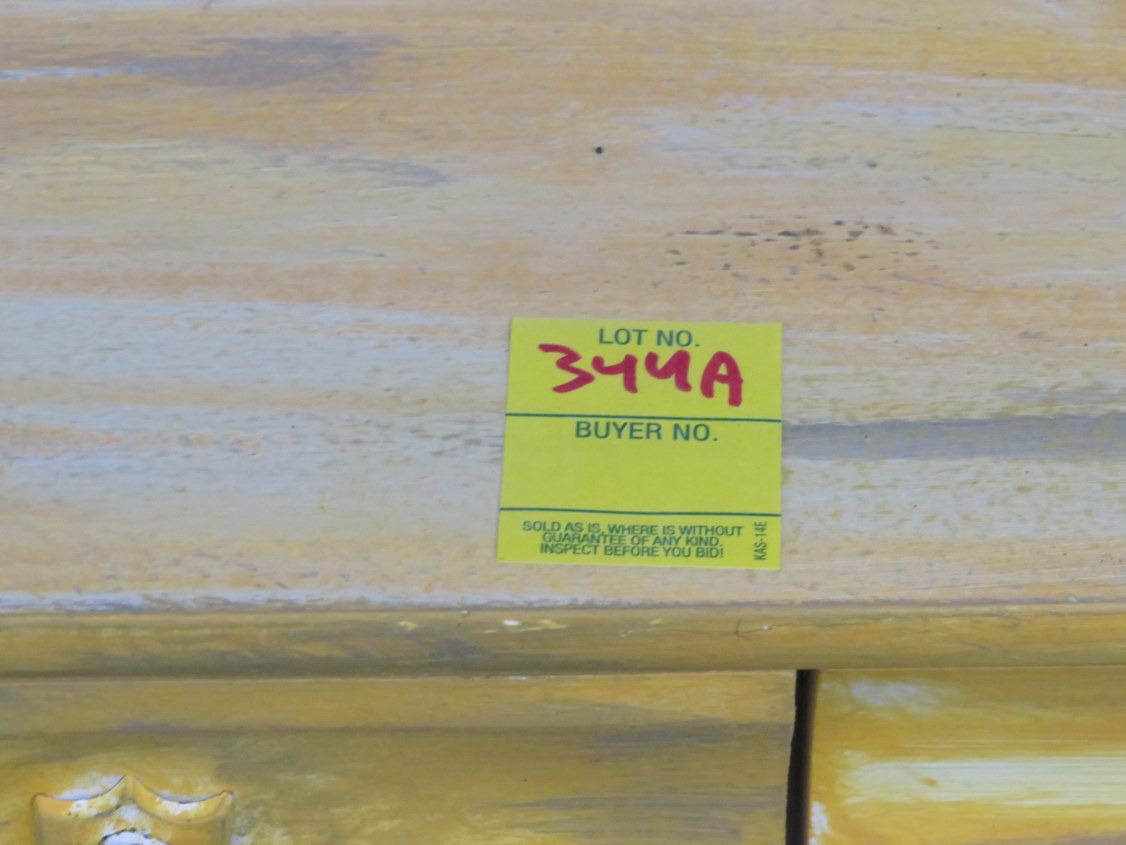 LOT NO.
344A
BUYER NO.
SOLD AS IS, WHERE IS WITHOUT
GUARANTEE OF ANY KIND.
INSPECT BEFORE YOU BID!
KAS-14E